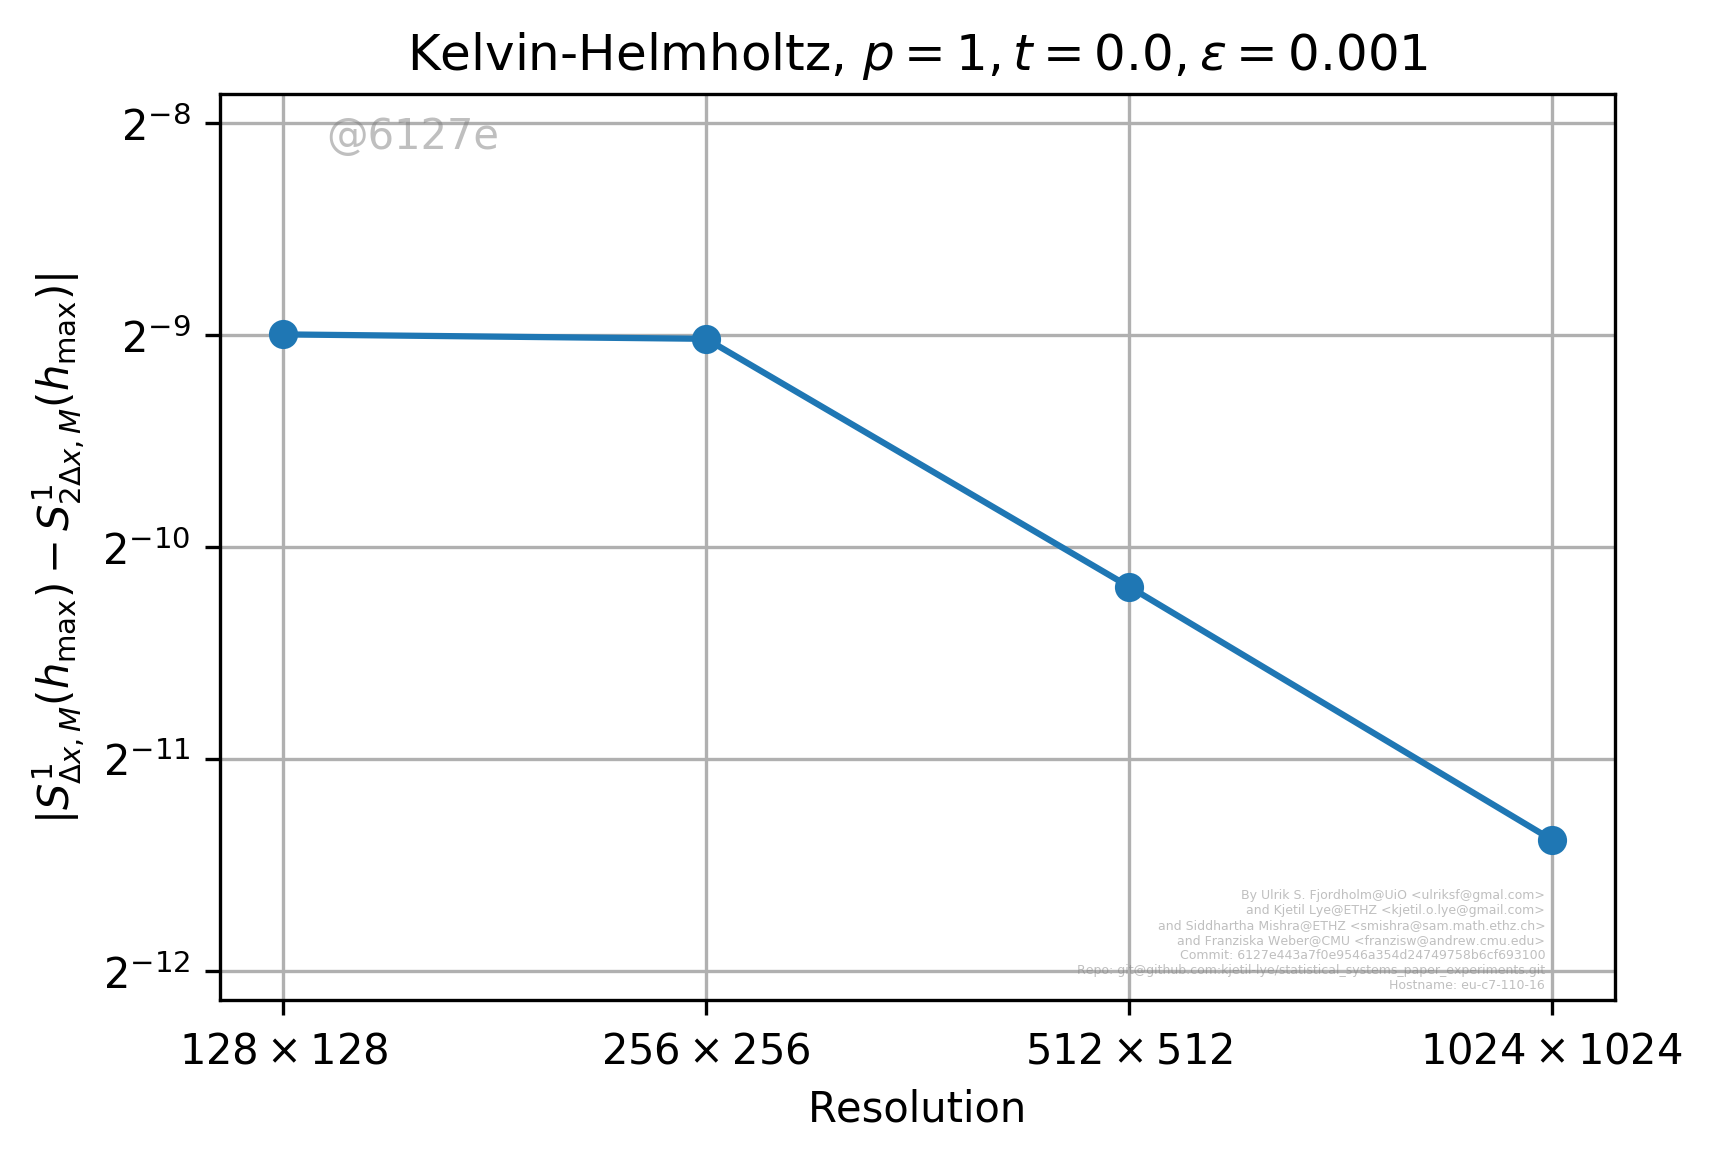 Kelvin-Helmholtz, p = 1, t = 0.0, ε = 0.001
@6127e
2⁻⁸
2⁻⁹
2⁻¹⁰
2⁻¹¹
2⁻¹²
|S¹_{Δx, M}(h_max) − S¹_{2Δx, M}(h_max)|
By Ulrik S. Fjordholm@UiO <ulriksf@gmal.com>
and Kjetil Lye@ETHZ <kjetil.o.lye@gmail.com>
and Siddhartha Mishra@ETHZ <smishra@sam.math.ethz.ch>
and Franziska Weber@CMU <franzisw@andrew.cmu.edu>
Commit: 6127e443a7f0e9546a354d24749758b6cf693100
Repo: git@github.com:kjetil-lye/statistical_systems_paper_experiments.git
Hostname: eu-c7-110-16
128 × 128
256 × 256
512 × 512
1024 × 1024
Resolution